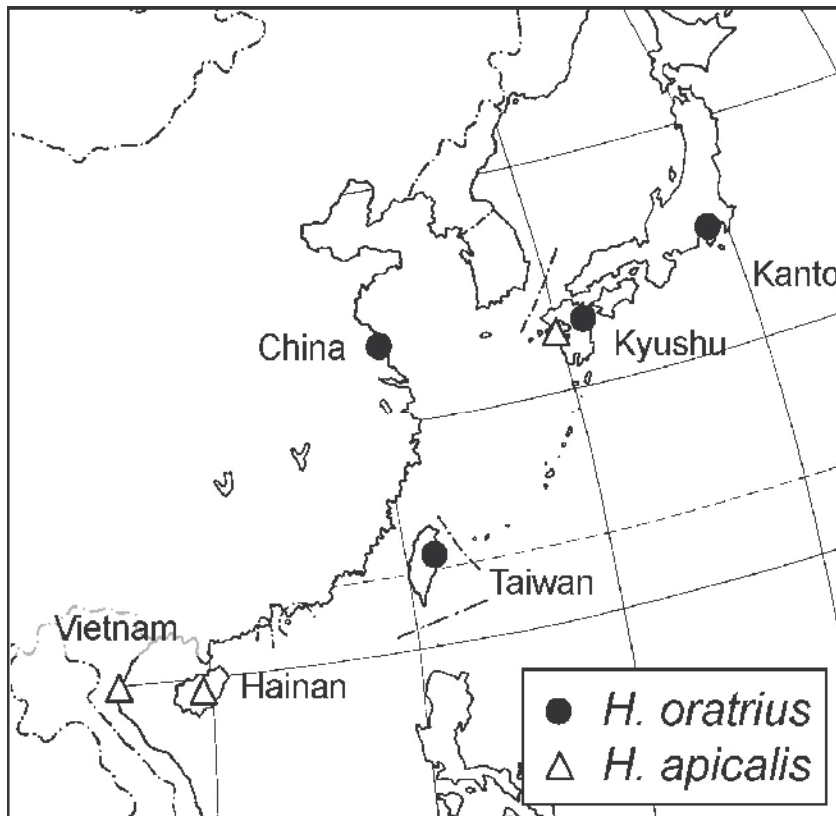 Kanto
China
Kyushu
Taiwan
Vietnam
Hainan
H. oratrius
H. apicalis